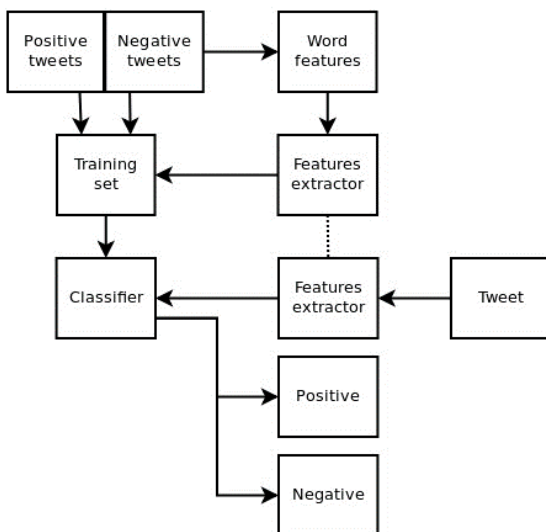 Positive
tweets
Negative
tweets
Word
features
Training
set
Features
extractor
Classifier
Features
extractor
Tweet
Positive
Negative